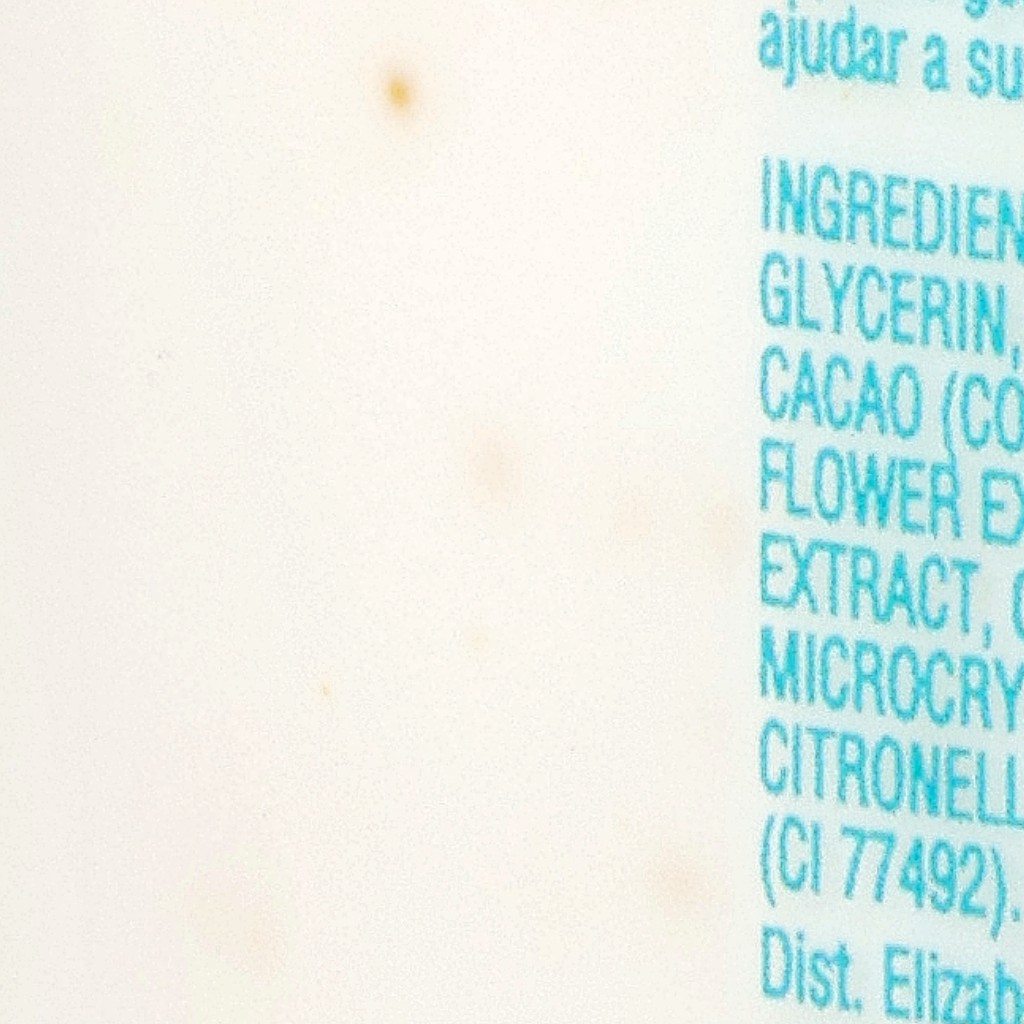 ajudar a su
INGREDIEN
GLYCERIN,
CACAO (CO
FLOWER EX
EXTRACT,
MICROCRY
CITRONELL
(CI 77492).
Dist. Elizab